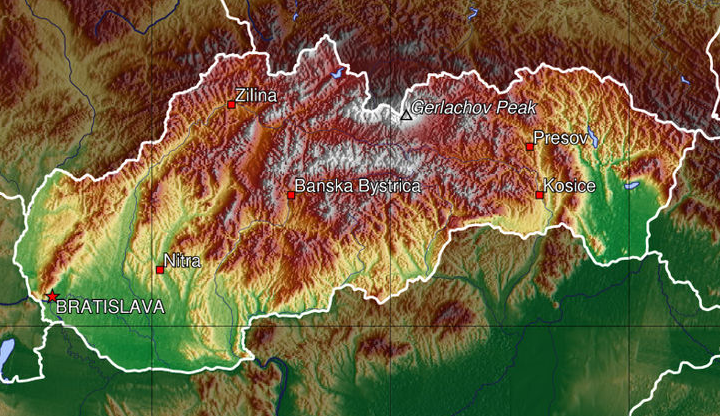 Zilina
Gerlachov Peak
Presov
Banska Bystrica
Kosice
Nitra
BRATISLAVA